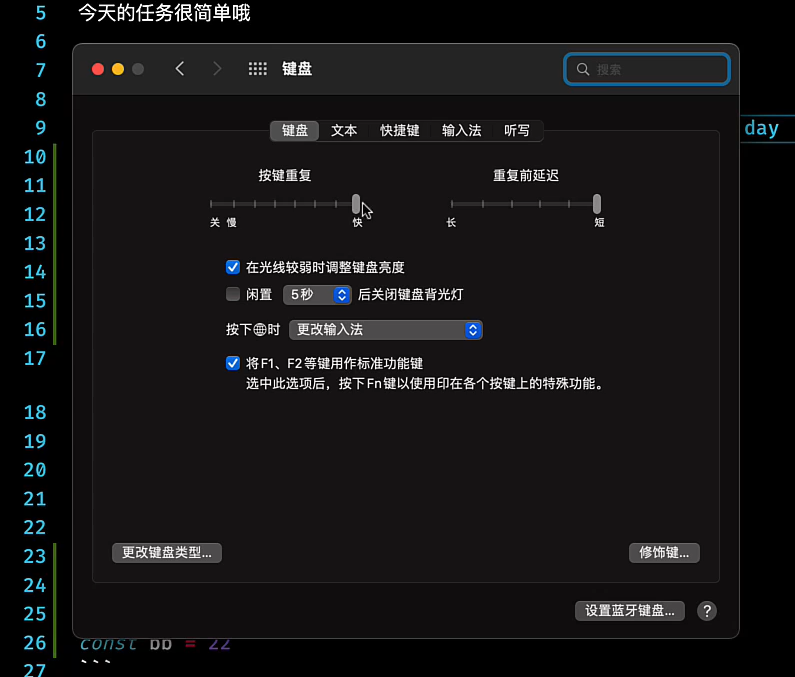 5 今天的任务很简单哦
6
7
8
9 day
10
11
12
13
14
15
16
17
18
19
20
21
22
23
24
25
26 const bb = 22
27 ```
键盘
搜索
键盘 文本 快捷键 输入法 听写
按键重复 重复前延迟
关 慢 快 长 短
在光线较弱时调整键盘亮度
闲置 5秒 后关闭键盘背光灯
按下时 更改输入法
将F1、F2等键用作标准功能键
选中此选项后，按下Fn键以使用印在各个按键上的特殊功能。
更改键盘类型... 修饰键...
设置蓝牙键盘... ?